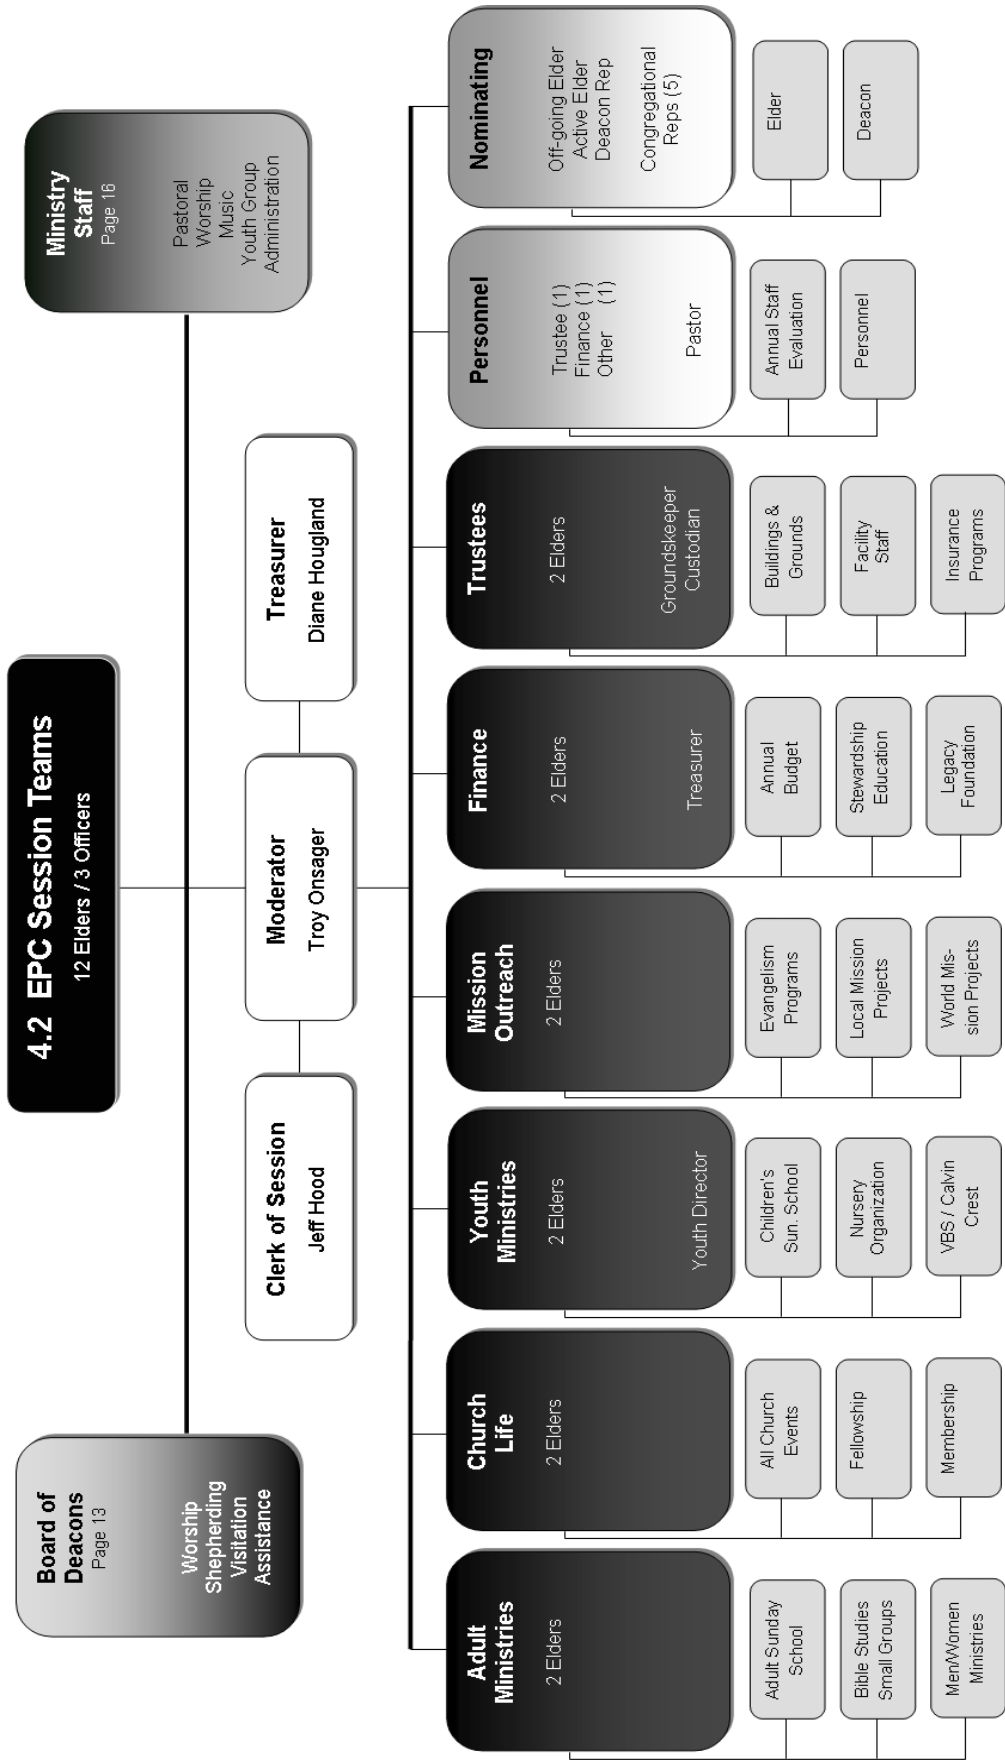 4.2 EPC Session Teams
12 Elders / 3 Officers
Board of
Deacons
Page 13
Worship
Shepherding
Visitation
Assistance
Ministry
Staff
Page 16
Pastoral
Worship
Music
Youth Group
Administration
Clerk of Session
Jeff Hood
Moderator
Troy Onsager
Treasurer
Diane Hougland
Adult
Ministries
2 Elders
Adult Sunday
School
Bible Studies
Small Groups
Men/Women
Ministries
Church
Life
2 Elders
All Church
Events
Fellowship
Membership
Youth
Ministries
2 Elders
Youth Director
Children's
Sun. School
Nursery
Organization
VBS / Calvin
Crest
Mission
Outreach
2 Elders
Evangelism
Programs
Local Mission
Projects
World Mis-
sion Projects
Finance
2 Elders
Treasurer
Annual
Budget
Stewardship
Education
Legacy
Foundation
Trustees
2 Elders
Groundskeeper
Custodian
Buildings &
Grounds
Facility
Staff
Insurance
Programs
Personnel
Trustee (1)
Finance (1)
Other (1)
Pastor
Annual Staff
Evaluation
Personnel
Nominating
Off-going Elder
Active Elder
Deacon Rep
Congregational
Reps (5)
Elder
Deacon